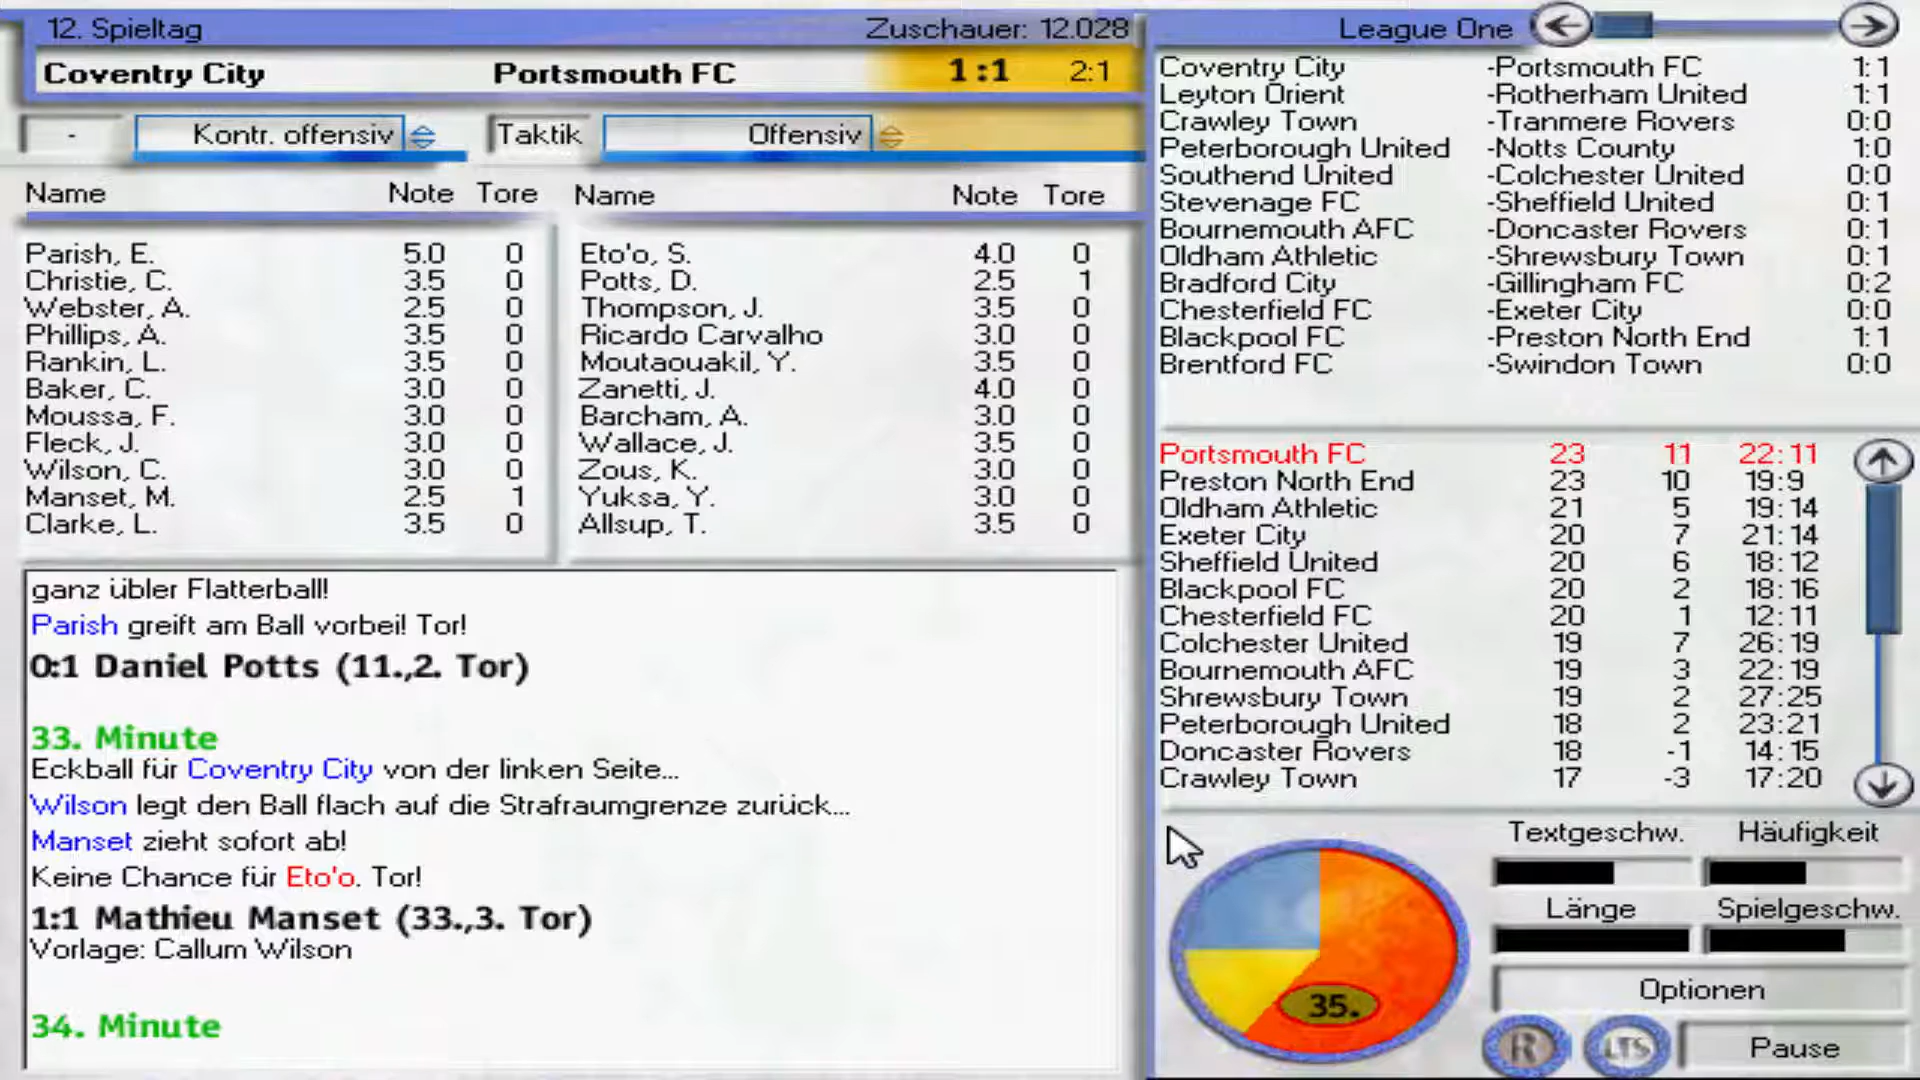 12. Spieltag Zuschauer: 12.028
Coventry City Portsmouth FC 1:1 2:1
- Kontr. offensiv Taktik Offensiv
Name Note Tore Name Note Tore
Parish, E. 5.0 0 Eto'o, S. 4.0 0
Christie, C. 3.5 0 Potts, D. 2.5 1
Webster, A. 2.5 0 Thompson, J. 3.5 0
Phillips, A. 3.5 0 Ricardo Carvalho 3.0 0
Rankin, L. 3.5 0 Moutaouakil, Y. 3.5 0
Baker, C. 3.0 0 Zanetti, J. 4.0 0
Moussa, F. 3.0 0 Barcham, A. 3.0 0
Fleck, J. 3.0 0 Wallace, J. 3.5 0
Wilson, C. 3.0 0 Zous, K. 3.0 0
Manset, M. 2.5 1 Yuksa, Y. 3.0 0
Clarke, L. 3.5 0 Allsup, T. 3.5 0
ganz übler Flatterball!
Parish greift am Ball vorbei! Tor!
0:1 Daniel Potts (11.,2. Tor)
33. Minute
Eckball für Coventry City von der linken Seite...
Wilson legt den Ball flach auf die Strafraumgrenze zurück...
Manset zieht sofort ab!
Keine Chance für Eto'o. Tor!
1:1 Mathieu Manset (33.,3. Tor)
Vorlage: Callum Wilson
34. Minute
League One
Coventry City -Portsmouth FC 1:1
Leyton Orient -Rotherham United 1:1
Crawley Town -Tranmere Rovers 0:0
Peterborough United -Notts County 1:0
Southend United -Colchester United 0:0
Stevenage FC -Sheffield United 0:1
Bournemouth AFC -Doncaster Rovers 0:1
Oldham Athletic -Shrewsbury Town 0:1
Bradford City -Gillingham FC 0:2
Chesterfield FC -Exeter City 0:0
Blackpool FC -Preston North End 1:1
Brentford FC -Swindon Town 0:0
Portsmouth FC 23 11 22:11
Preston North End 23 10 19:9
Oldham Athletic 21 5 19:14
Exeter City 20 7 21:14
Sheffield United 20 6 18:12
Blackpool FC 20 2 18:16
Chesterfield FC 20 1 12:11
Colchester United 19 7 26:19
Bournemouth AFC 19 3 22:19
Shrewsbury Town 19 2 27:25
Peterborough United 18 2 23:21
Doncaster Rovers 18 -1 14:15
Crawley Town 17 -3 17:20
Textgeschw. Häufigkeit
Länge Spielgeschw.
35.
Optionen
R LTS Pause